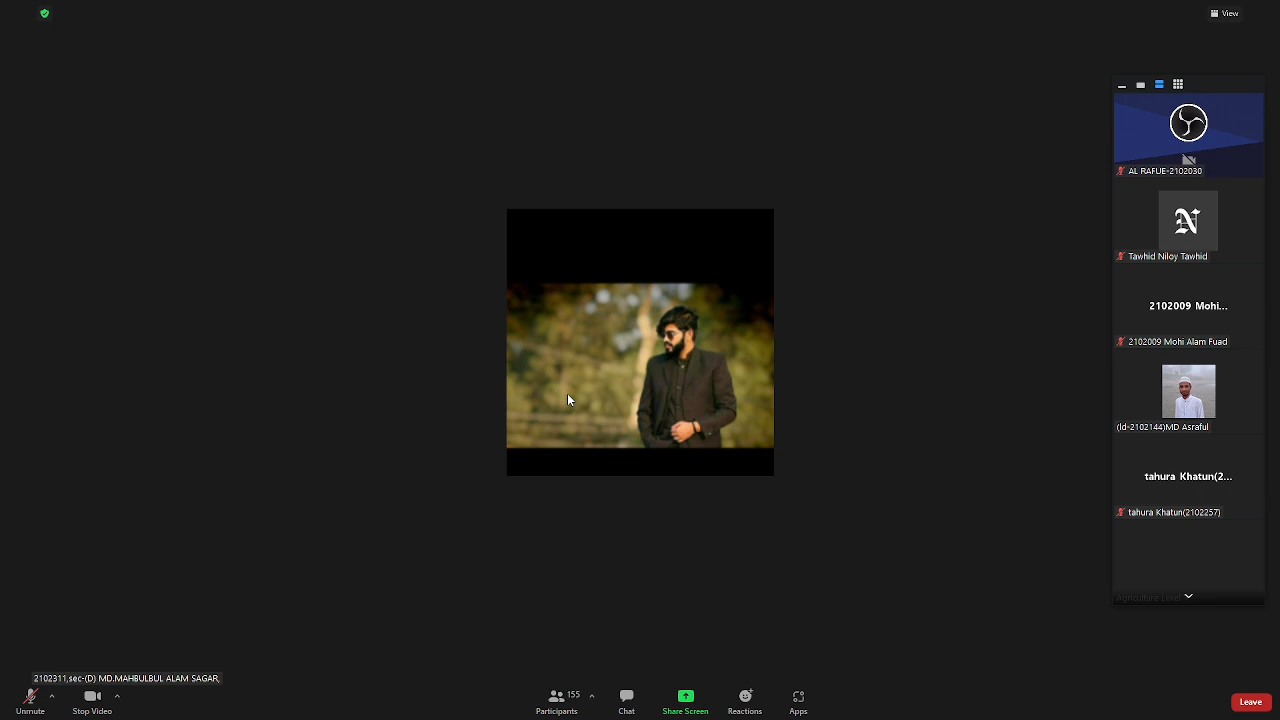 View
AL RAFUE-2102030
Tawhid Niloy Tawhid
2102009 Mohi...
2102009 Mohi Alam Fuad
(Id-2102144)MD Asraful
tahura Khatun(2...
tahura Khatun(2102257)
Agriculture Level
2102311,sec-(D) MD.MAHBULBUL ALAM SAGAR,
Unmute
Stop Video
155
Participants
Chat
Share Screen
Reactions
Apps
Leave